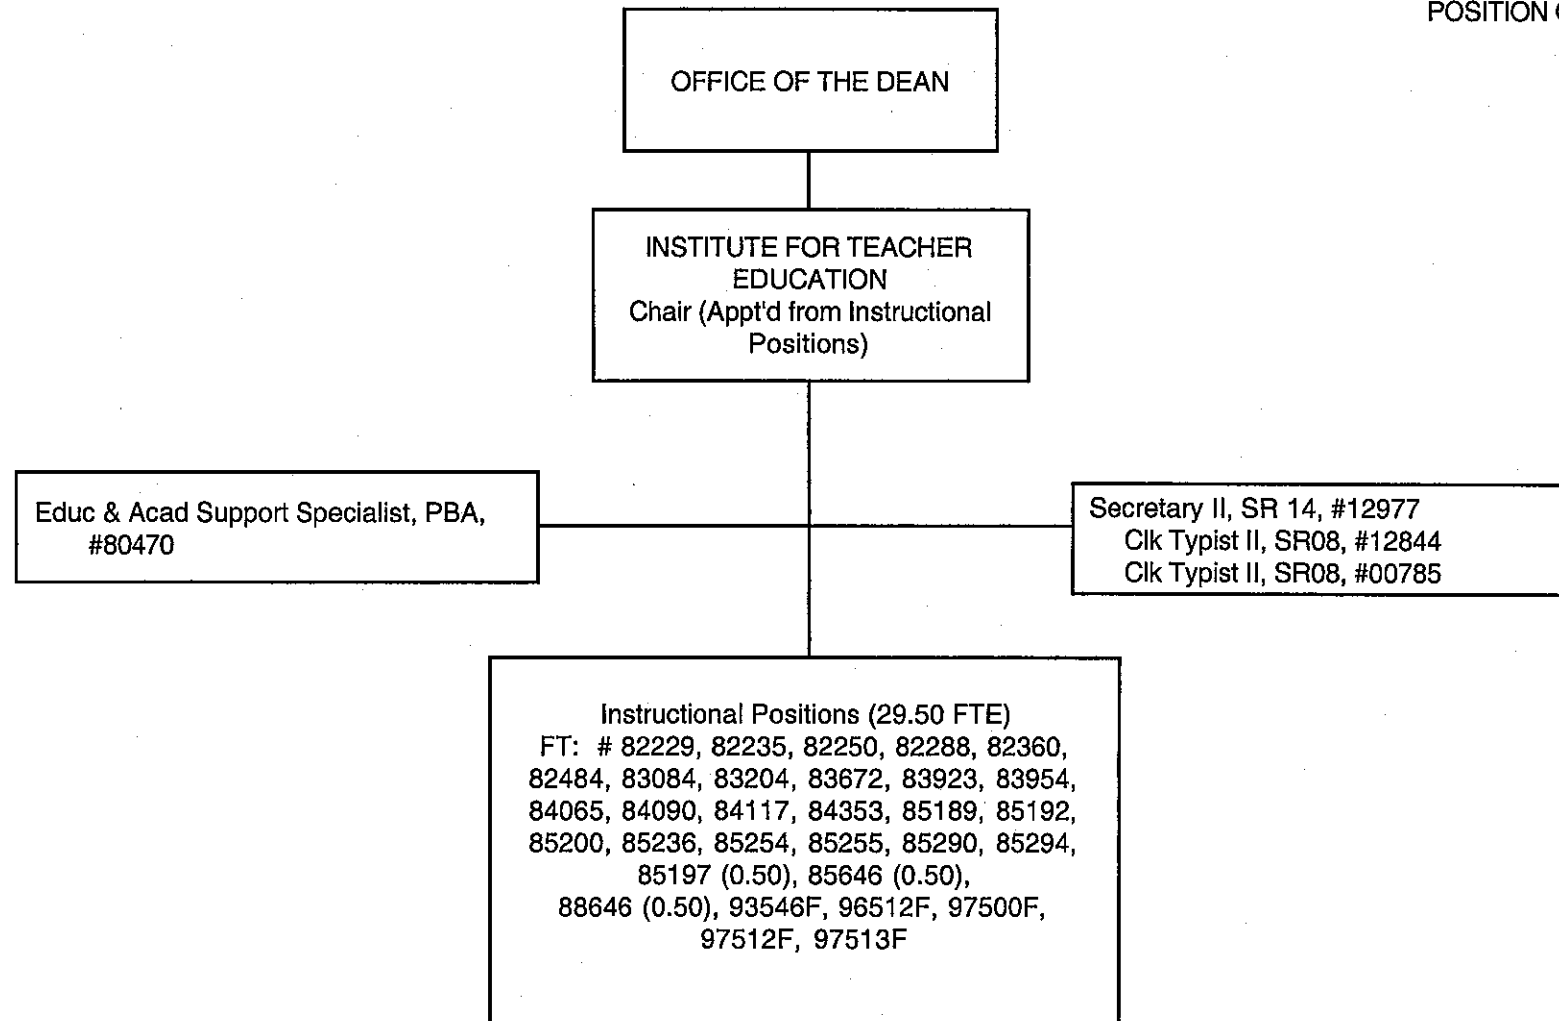 POSITION
OFFICE OF THE DEAN
INSTITUTE FOR TEACHER
EDUCATION
Chair (Appt'd from Instructional
Positions)
Educ & Acad Support Specialist, PBA,
#80470
Secretary II, SR 14, #12977
Clk Typist II, SR08, #12844
Clk Typist II, SR08, #00785
Instructional Positions (29.50 FTE)
FT: # 82229, 82235, 82250, 82288, 82360,
82484, 83084, 83204, 83672, 83923, 83954,
84065, 84090, 84117, 84353, 85189, 85192,
85200, 85236, 85254, 85255, 85290, 85294,
85197 (0.50), 85646 (0.50),
88646 (0.50), 93546F, 96512F, 97500F,
97512F, 97513F